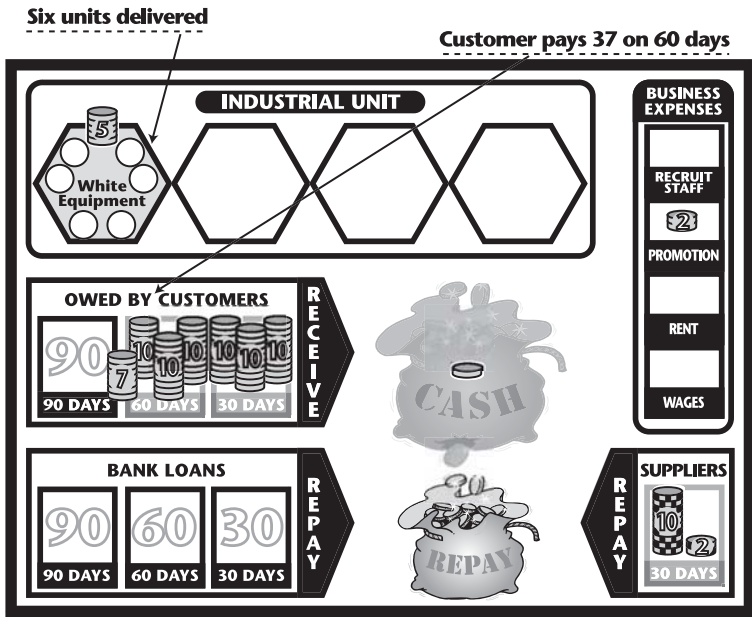 Six units delivered
Customer pays 37 on 60 days
INDUSTRIAL UNIT
5
White
Equipment
BUSINESS
EXPENSES
RECRUIT
STAFF
2
PROMOTION
RENT
WAGES
OWED BY CUSTOMERS
90
7
10
10
10
10
10
10
90 DAYS
60 DAYS
30 DAYS
RECEIVE
CASH
BANK LOANS
90
60
30
90 DAYS
60 DAYS
30 DAYS
REPAY
REPAY
REPAY
SUPPLIERS
10
2
30 DAYS